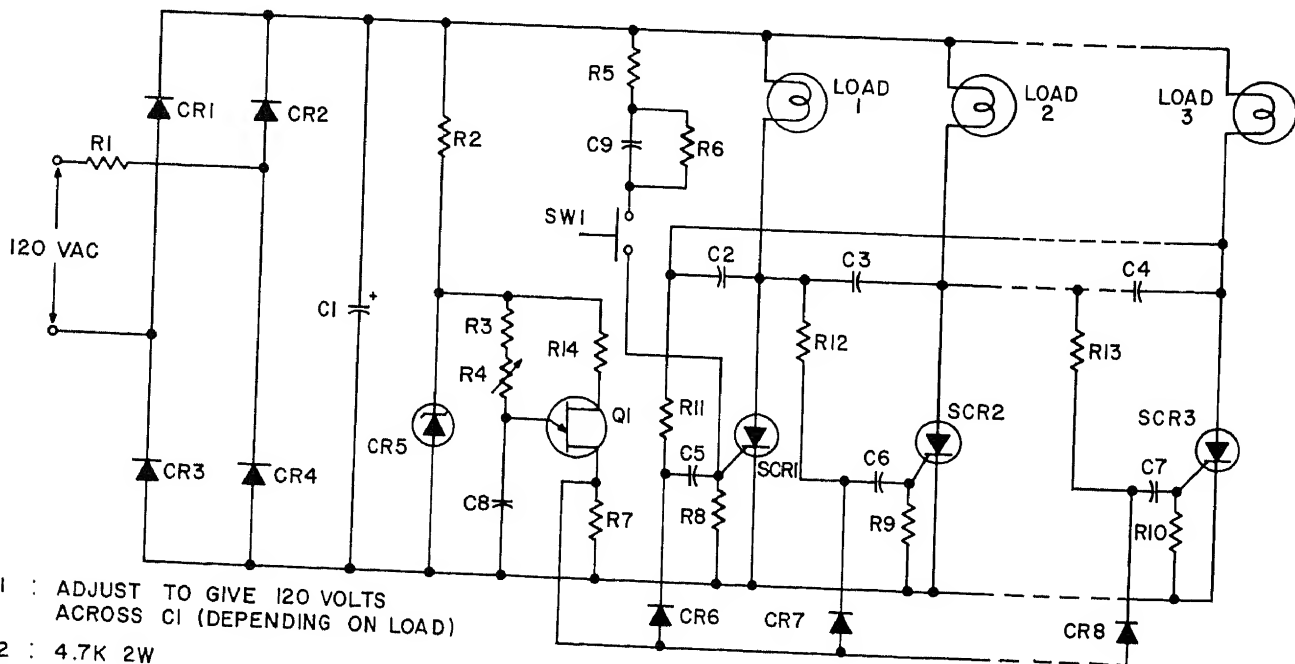 CR1
CR2
R1
120 VAC
C1
+
R2
R5
C9
R6
SW1
LOAD
1
LOAD
2
LOAD
3
C2
C3
C4
R3
R4
R14
Q1
R12
R13
CR5
R11
SCR1
SCR2
SCR3
CR3
CR4
C8
R7
C5
R8
C6
R9
C7
R10
CR6
CR7
CR8
1 : ADJUST TO GIVE 120 VOLTS
ACROSS C1 (DEPENDING ON LOAD)
2 : 4.7K 2W